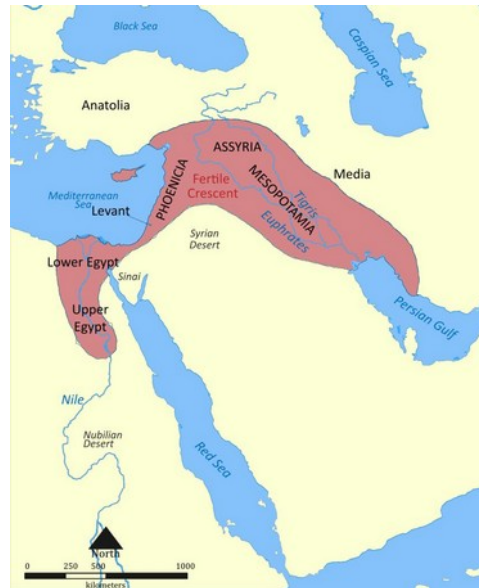 Black Sea
Caspian Sea
Anatolia
ASSYRIA
Media
PHOENICIA
Fertile
Crescent
MESOPOTAMIA
Tigris
Mediterranean
Sea
Levant
Euphrates
Syrian
Desert
Lower Egypt
Sinai
Persian Gulf
Upper
Egypt
Nile
Nubilian
Desert
Red Sea
North
0 250 500 1000
kilometers